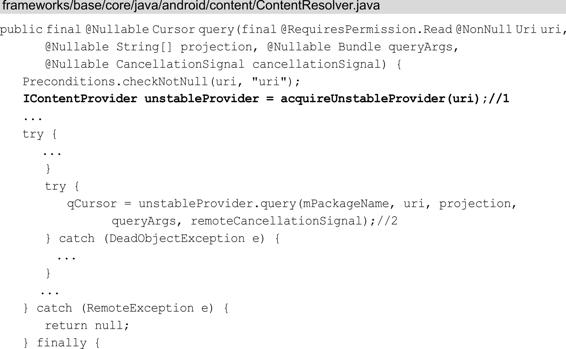 frameworks/base/core/java/android/content/ContentResolver.java
public final @Nullable Cursor query(final @RequiresPermission.Read @NonNull Uri uri,
@Nullable String[] projection, @Nullable Bundle queryArgs,
@Nullable CancellationSignal cancellationSignal) {
Preconditions.checkNotNull(uri, "uri");
IContentProvider unstableProvider = acquireUnstableProvider(uri);//1
...
try {
...
}
try {
qCursor = unstableProvider.query(mPackageName, uri, projection,
queryArgs, remoteCancellationSignal);//2
} catch (DeadObjectException e) {
...
}
...
} catch (RemoteException e) {
return null;
} finally {